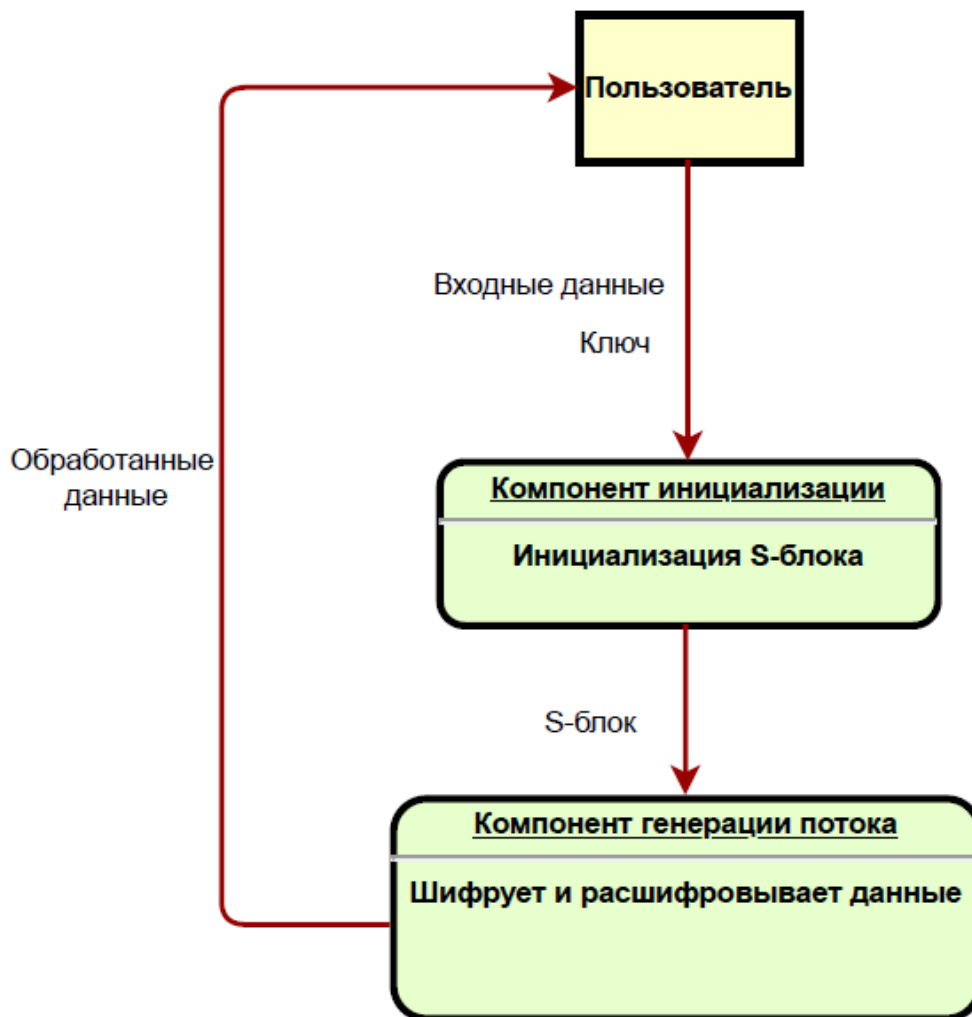 Пользователь
Входные данные
Ключ
Обработанные
данные
Компонент инициализации
Инициализация S-блока
S-блок
Компонент генерации потока
Шифрует и расшифровывает данные